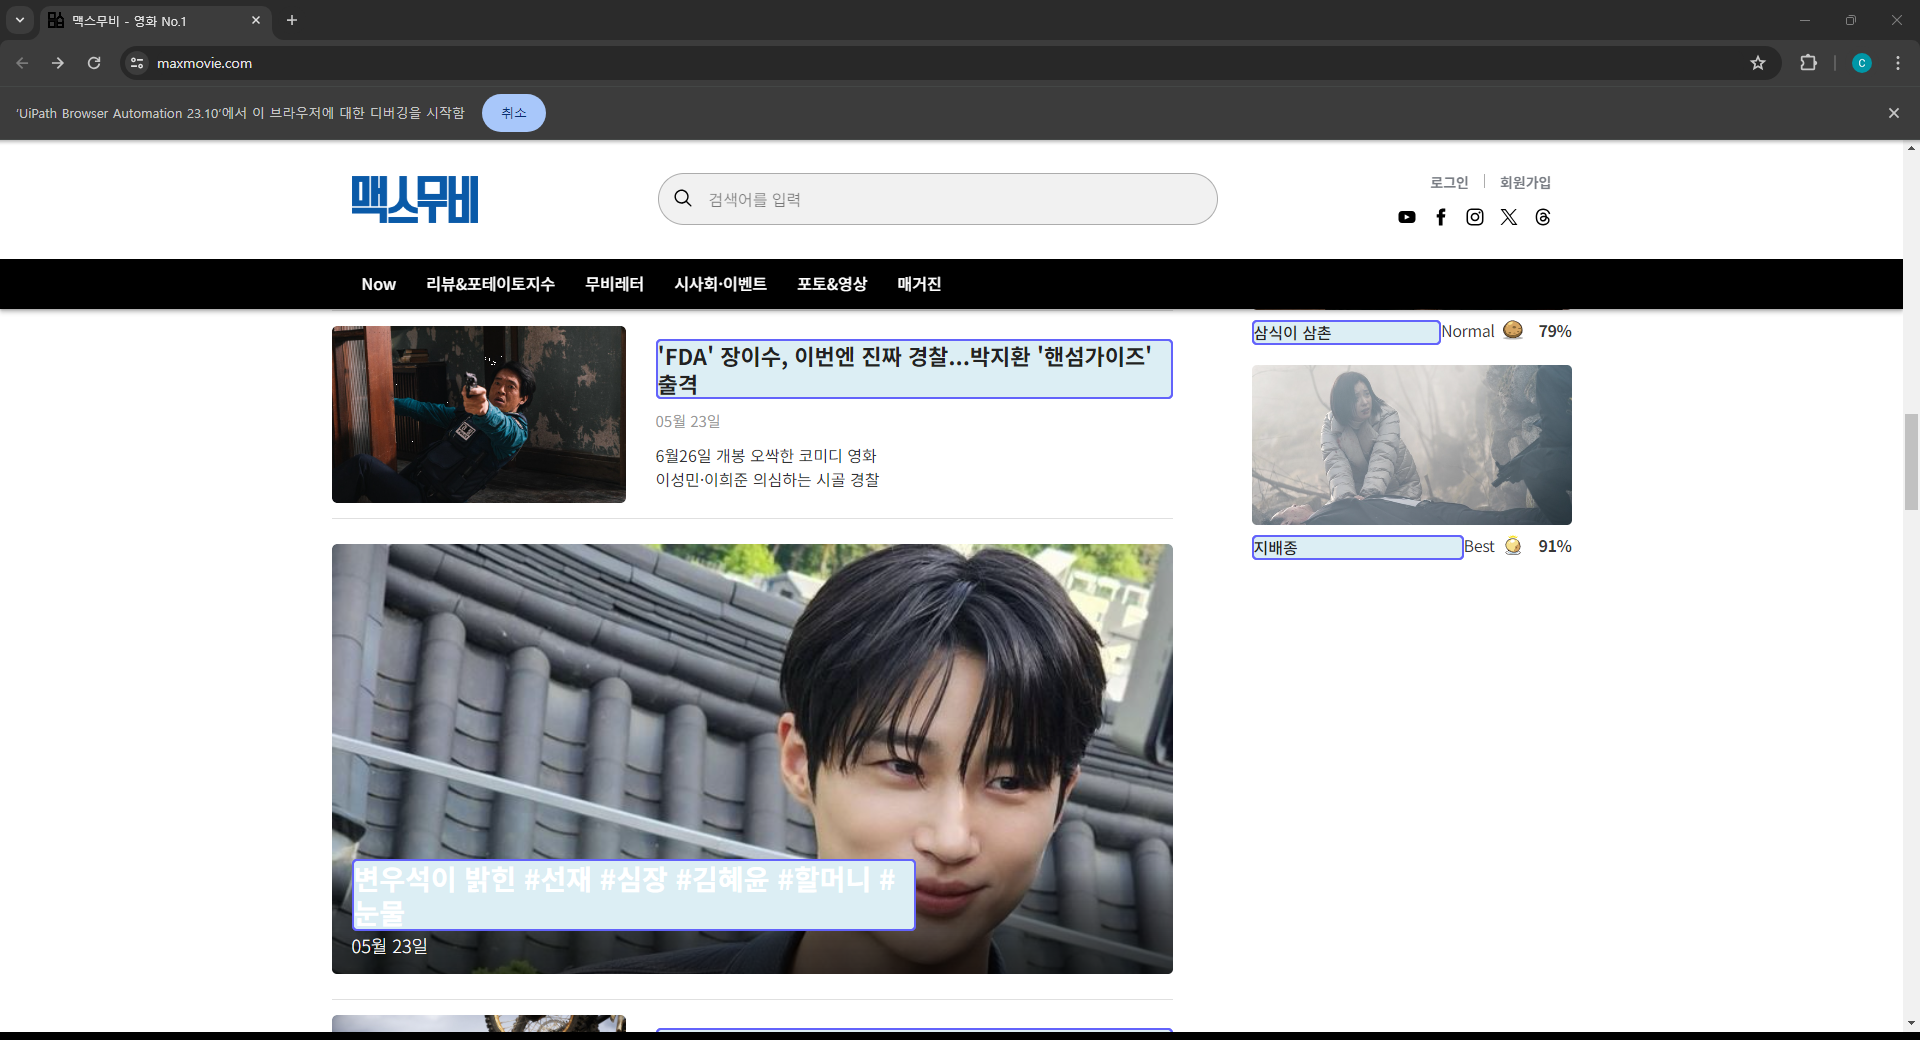 맥스무비 - 영화 No.1
maxmovie.com
C
'UiPath Browser Automation 23.10'에서 이 브라우저에 대한 디버깅을 시작함
취소
맥스무비
검색어를 입력
로그인
회원가입
Now
리뷰&포테이토지수
무비레터
시사회·이벤트
포토&영상
매거진
'FDA' 장이수, 이번엔 진짜 경찰...박지환 '핸섬가이즈'
출격
05월 23일
6월26일 개봉 오싹한 코미디 영화
이성민·이희준 의심하는 시골 경찰
변우석이 밝힌 #선재 #심장 #김혜윤 #할머니 #
눈물
05월 23일
삼식이 삼촌
Normal
79%
지배종
Best
91%